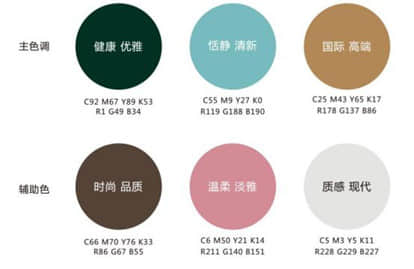 主色调
健康 优雅
恬静 清新
国际 高端
C92 M67 Y89 K53
R1 G49 B34
C55 M9 Y27 K0
R119 G188 B190
C25 M43 Y65 K17
R178 G137 B86
辅助色
时尚 品质
温柔 淡雅
质感 现代
C66 M70 Y76 K33
R86 G67 B55
C6 M50 Y21 K14
R211 G140 B151
C5 M3 Y5 K11
R228 G229 B227